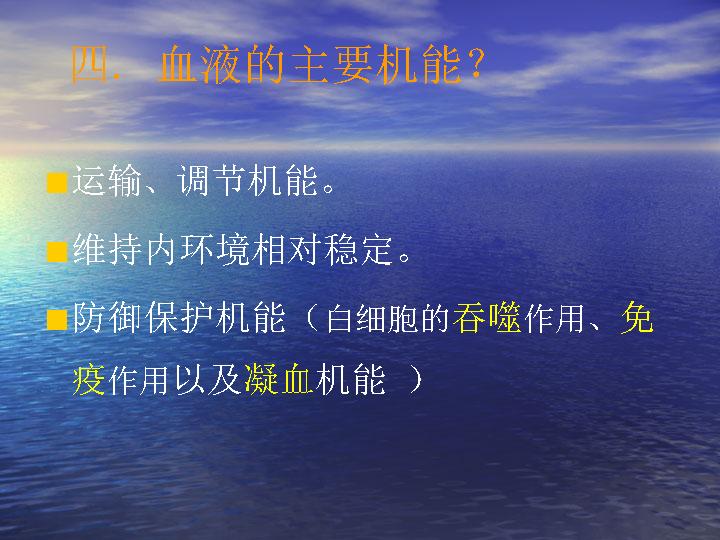 四. 血液的主要机能?
运输、调节机能。
维持内环境相对稳定。
防御保护机能（白细胞的吞噬作用、免
疫作用以及凝血机能 ）